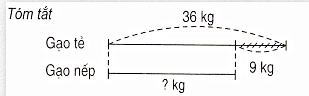 Tóm tắt
36 kg
Gạo tẻ
9 kg
Gạo nếp
? kg